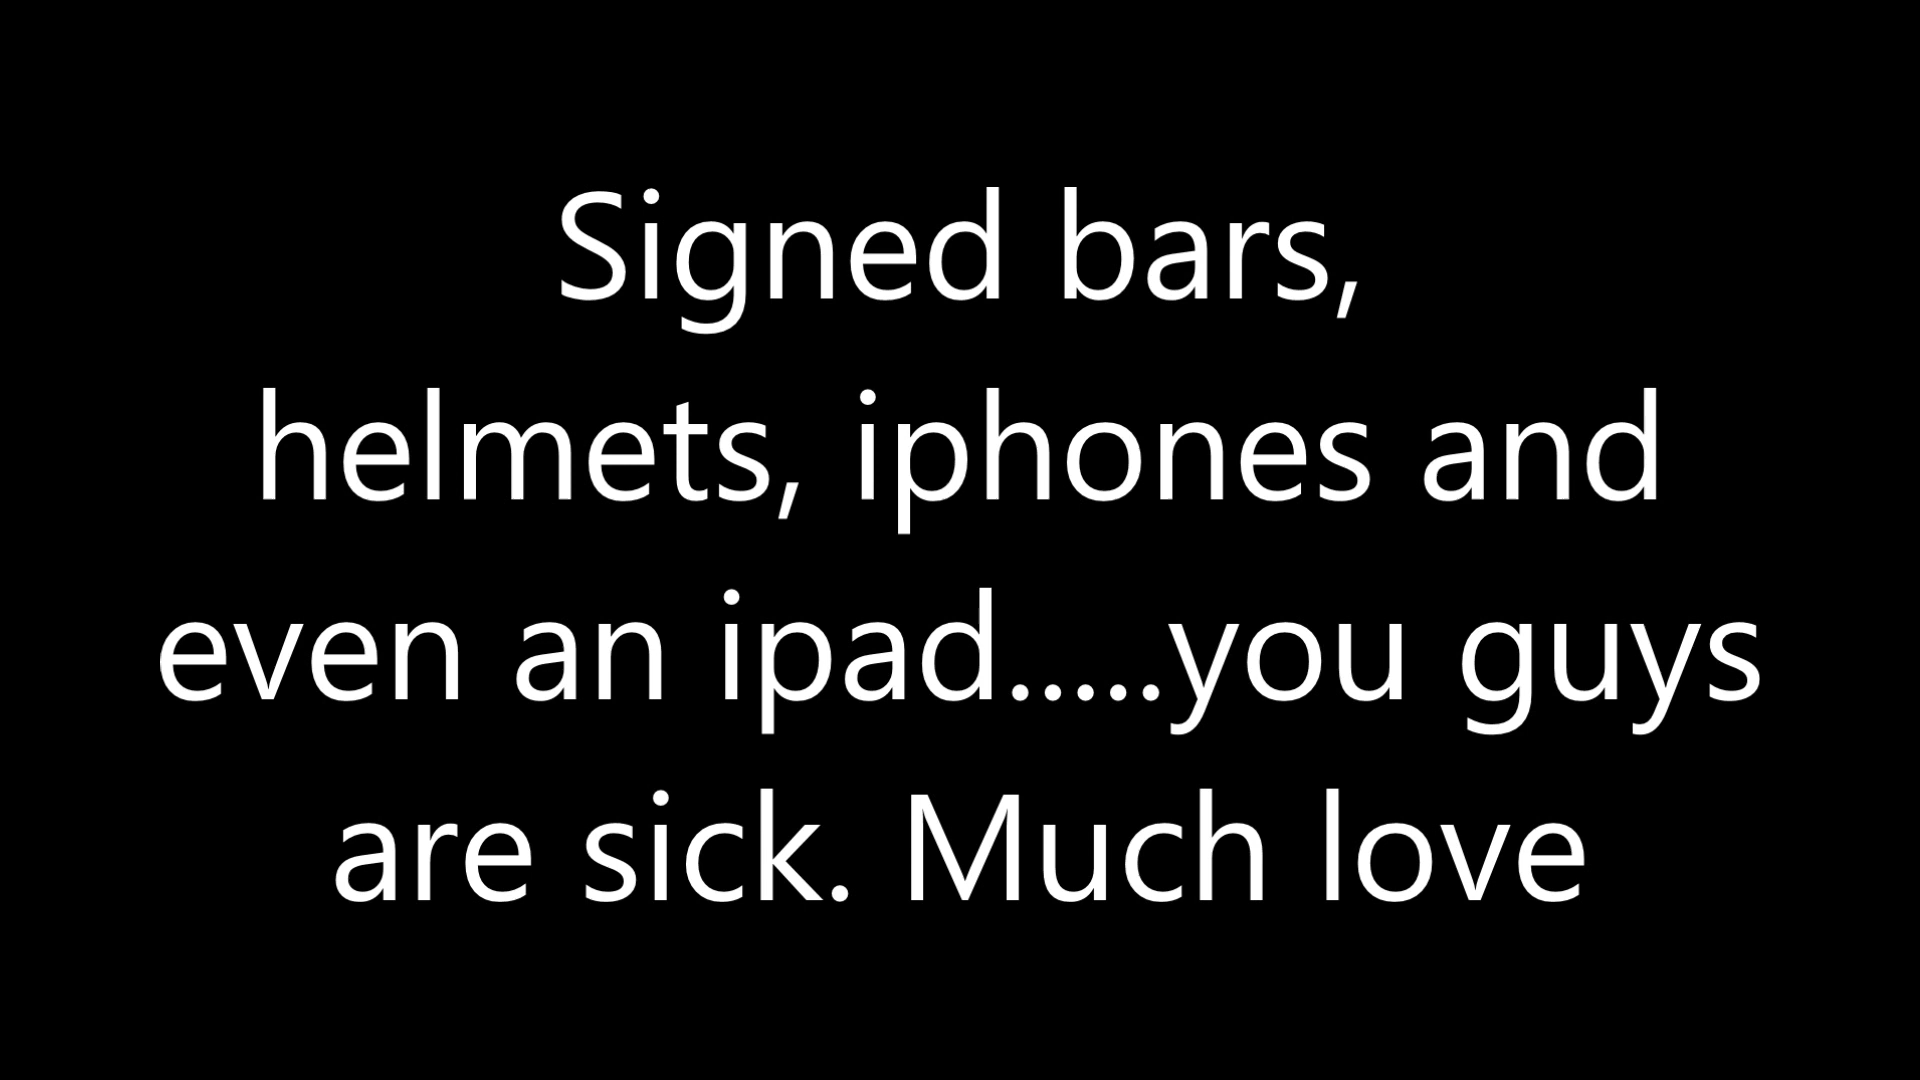 Signed bars,
helmets, iphones and
even an ipad.....you guys
are sick. Much love